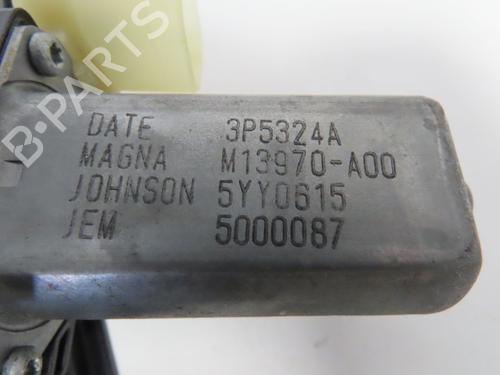 DATE 3P5324A
MAGNA M13970-A00
JOHNSON 5YY0615
JEM 5000087
B-PARTS